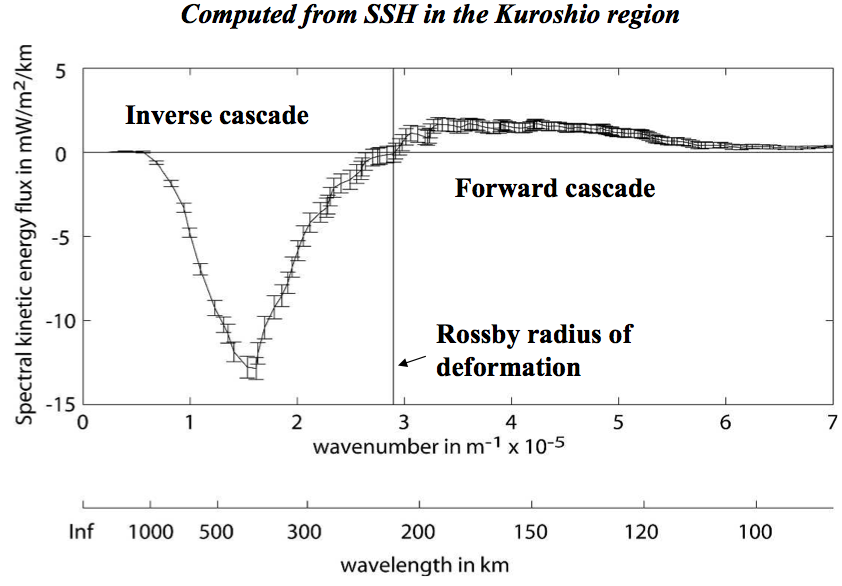 Computed from SSH in the Kuroshio region
Spectral kinetic energy flux in mW/m²/km
5
0
-5
-10
-15
Inverse cascade
Forward cascade
Rossby radius of
deformation
0 1 2 3 4 5 6 7
wavenumber in m⁻¹ x 10⁻⁵
Inf 1000 500 300 200 150 120 100
wavelength in km